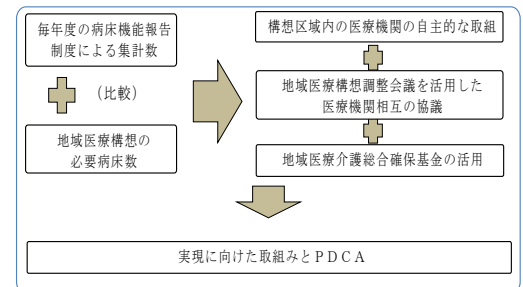 毎年度の病床機能報告
制度による集計数
（比較）
地域医療構想の
必要病床数
構想区域内の医療機関の自主的な取組
地域医療構想調整会議を活用した
医療機関相互の協議
地域医療介護総合確保基金の活用
実現に向けた取組みとＰＤＣＡ